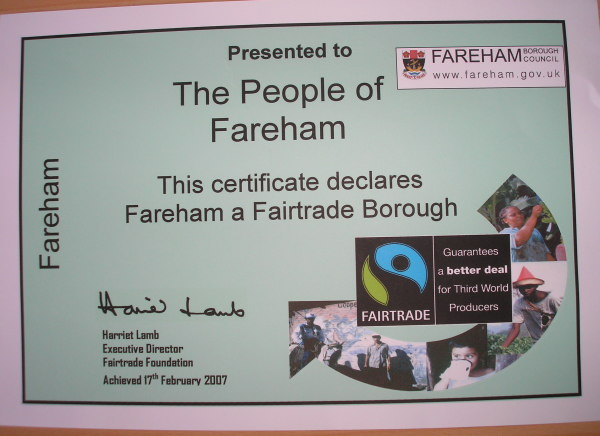 Presented to
FAREHAM BOROUGH COUNCIL
www.fareham.gov.uk
The People of
Fareham
This certificate declares
Fareham a Fairtrade Borough
Fareham
FAIRTRADE
Guarantees
a better deal
for Third World
Producers
Harriet Lamb
Harriet Lamb
Executive Director
Fairtrade Foundation
Achieved 17th February 2007